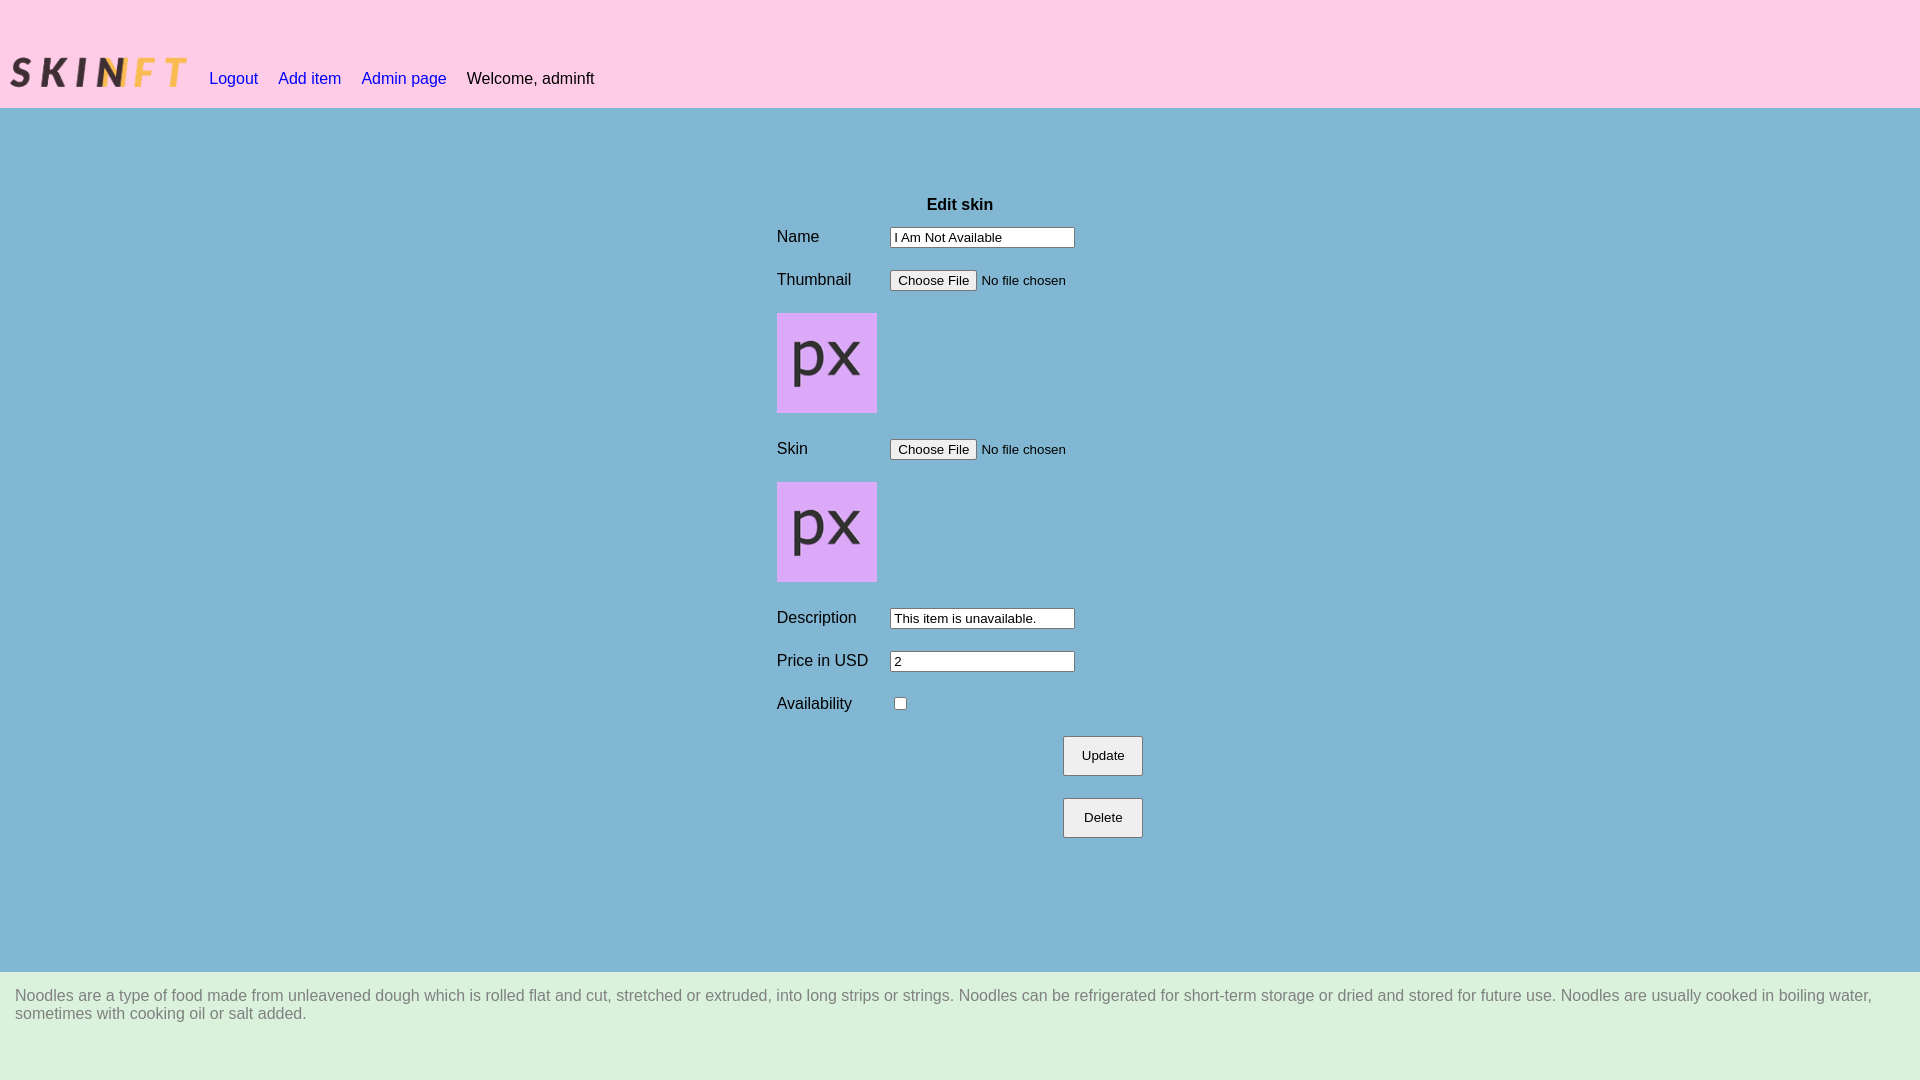 SKINNFT Logout Add item Admin page Welcome, adminft
Edit skin
Name I Am Not Available
Thumbnail Choose File No file chosen
px
Skin Choose File No file chosen
px
Description This item is unavailable.
Price in USD 2
Availability
Update
Delete
Noodles are a type of food made from unleavened dough which is rolled flat and cut, stretched or extruded, into long strips or strings. Noodles can be refrigerated for short-term storage or dried and stored for future use. Noodles are usually cooked in boiling water,
sometimes with cooking oil or salt added.